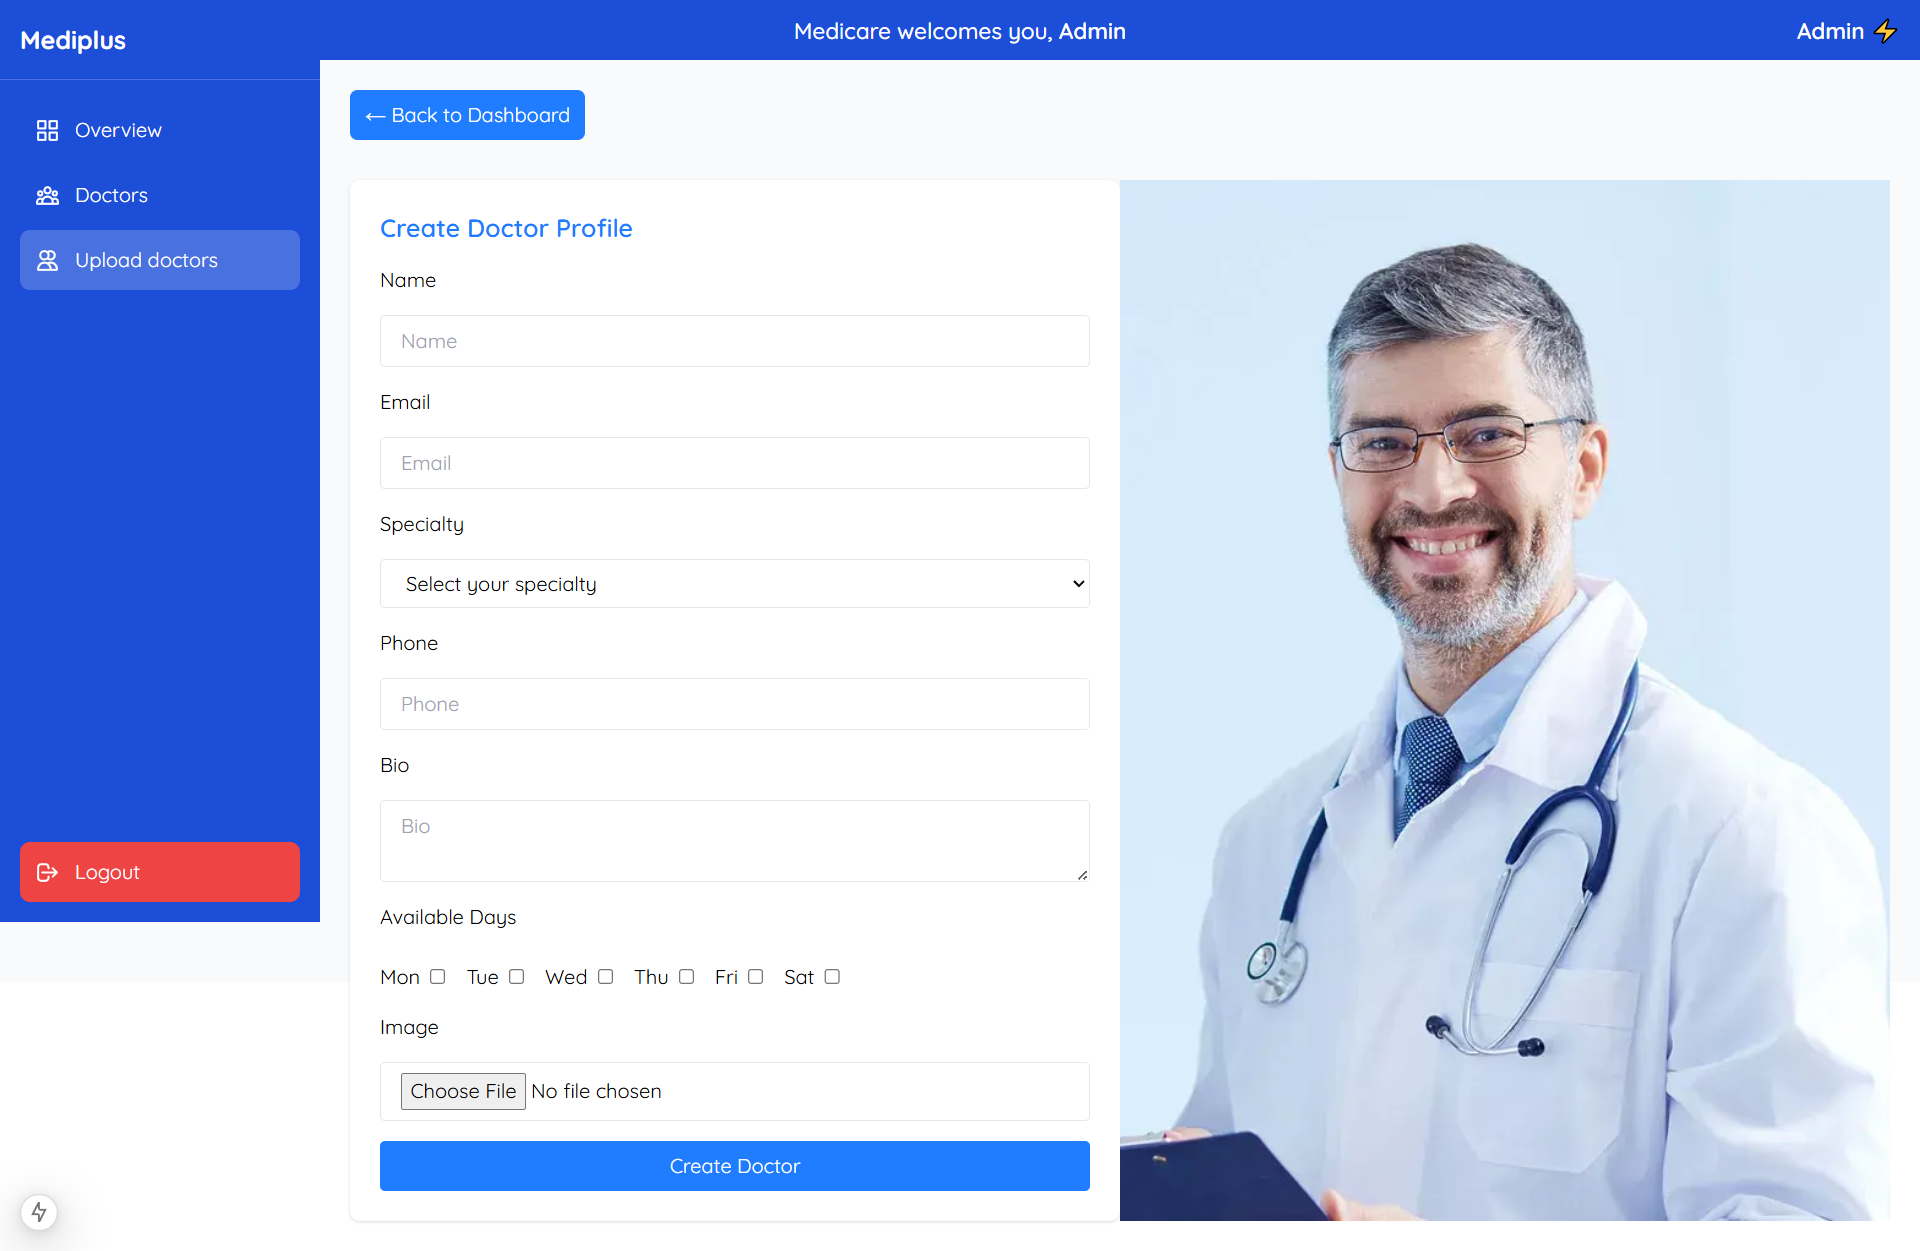 Mediplus
Medicare welcomes you, Admin
Admin ⚡
Overview
Doctors
Upload doctors
Logout
← Back to Dashboard
Create Doctor Profile
Name
Name
Email
Email
Specialty
Select your specialty
Phone
Phone
Bio
Bio
Available Days
Mon Tue Wed Thu Fri Sat
Image
Choose File No file chosen
Create Doctor